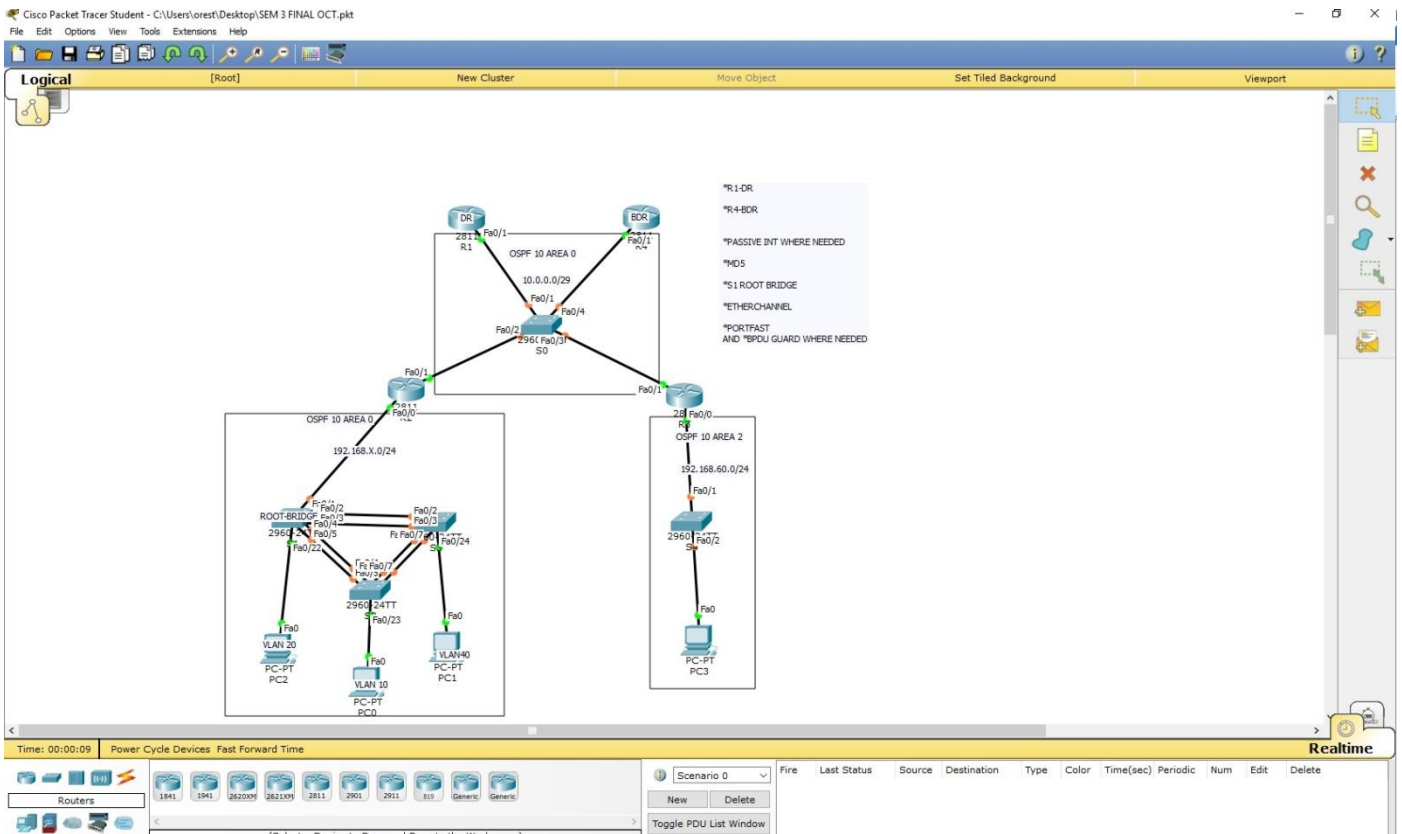 Cisco Packet Tracer Student - C:\Users\orest\Desktop\SEM 3 FINAL OCT.pkt
File Edit Options View Tools Extensions Help
Logical [Root] New Cluster Move Object Set Tiled Background Viewport
*R1-DR
*R4-BDR
*PASSIVE INT WHERE NEEDED
*MD5
*S1 ROOT BRIDGE
*ETHERCHANNEL
*PORTFAST
AND *BPDU GUARD WHERE NEEDED
DR
Fa0/1
R1
BDR
Fa0/1
OSPF 10 AREA 0
10.0.0.0/29
Fa0/1
Fa0/4
Fa0/2
Fa0/3
S0
Fa0/1
Fa0/0
Fa0/1
Fa0/0
OSPF 10 AREA 0
192.168.X.0/24
ROOT-BRIDGE
Fa0/2
Fa0/3
Fa0/4
Fa0/5
Fa0/22
Fa0/2
Fa0/3
Fa0/7
Fa0/24
Fa0/7
2960-24TT
Fa0/23
Fa0
VLAN 20
PC-PT
PC2
Fa0
VLAN 10
PC-PT
PC0
Fa0
VLAN40
PC-PT
PC1
OSPF 10 AREA 2
192.168.60.0/24
Fa0/1
Fa0/2
Fa0
PC-PT
PC3
Time: 00:00:09 Power Cycle Devices Fast Forward Time Realtime
Routers
1841 1941 2620XM 2621XM 2811 2901 2911 819 Generic Generic
Scenario 0
New Delete
Toggle PDU List Window
Fire Last Status Source Destination Type Color Time(sec) Periodic Num Edit Delete